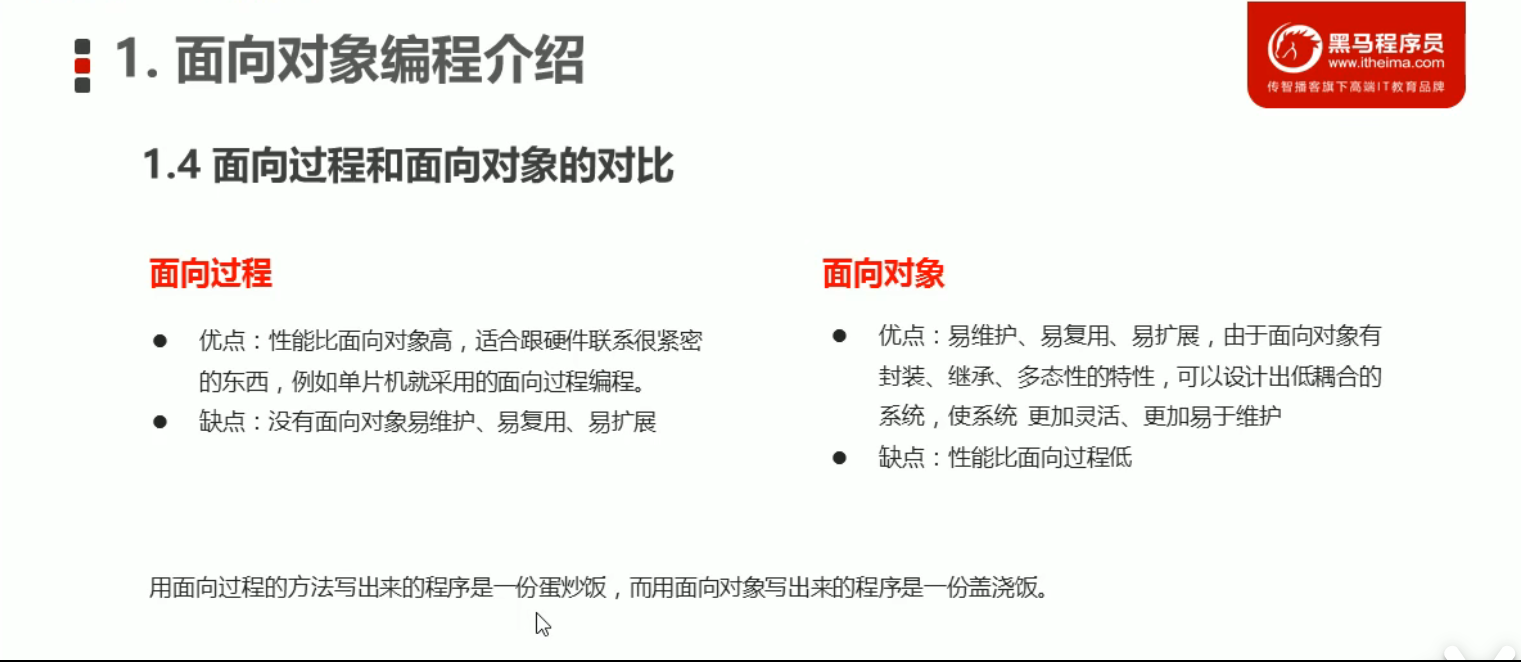 1. 面向对象编程介绍
黑马程序员
www.itheima.com
传智播客旗下高端IT教育品牌
1.4 面向过程和面向对象的对比
面向过程
● 优点：性能比面向对象高，适合跟硬件联系很紧密
的东西，例如单片机就采用的面向过程编程。
● 缺点：没有面向对象易维护、易复用、易扩展
面向对象
● 优点：易维护、易复用、易扩展，由于面向对象有
封装、继承、多态性的特性，可以设计出低耦合的
系统，使系统 更加灵活、更加易于维护
● 缺点：性能比面向过程低
用面向过程的方法写出来的程序是一份蛋炒饭，而用面向对象写出来的程序是一份盖浇饭。